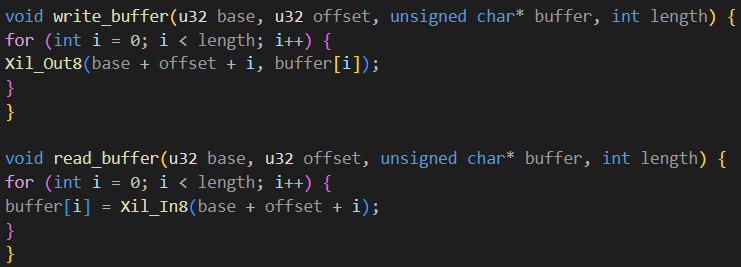 void write_buffer(u32 base, u32 offset, unsigned char* buffer, int length) {
for (int i = 0; i < length; i++) {
Xil_Out8(base + offset + i, buffer[i]);
}
}

void read_buffer(u32 base, u32 offset, unsigned char* buffer, int length) {
for (int i = 0; i < length; i++) {
buffer[i] = Xil_In8(base + offset + i);
}
}